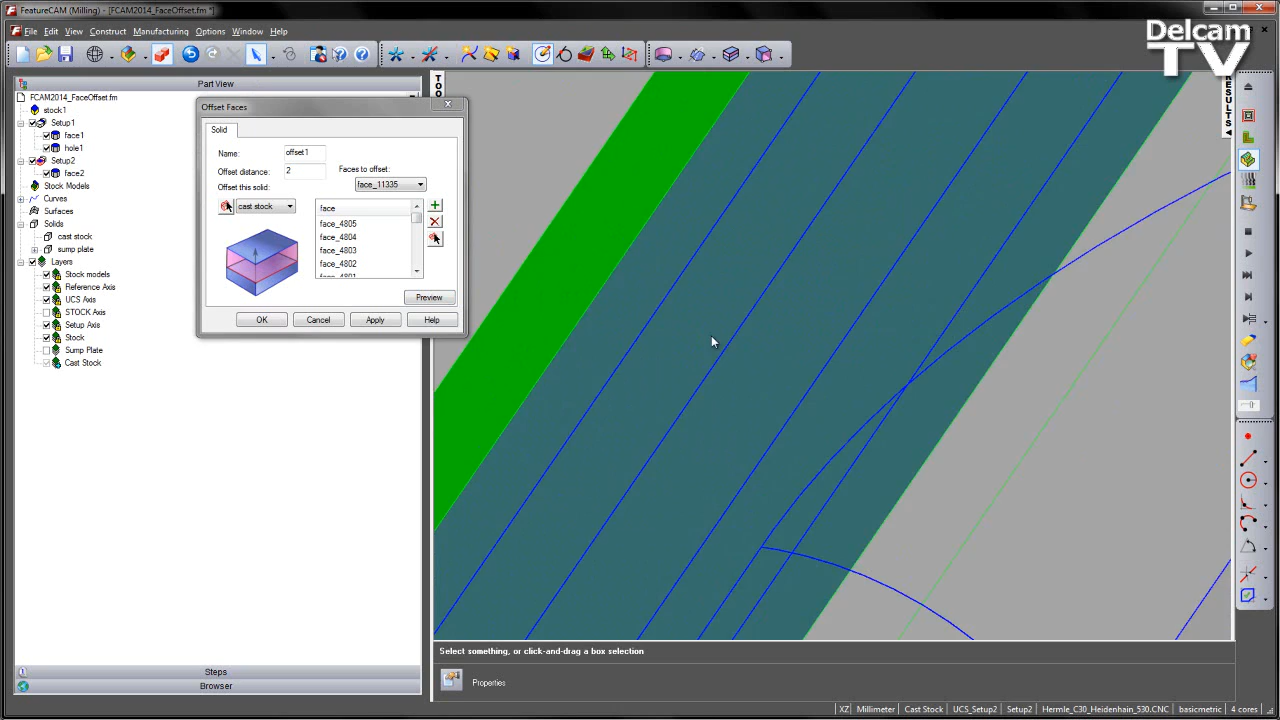 FeatureCAM (Milling) - [FCAM2014_FaceOffset.fm *]
File Edit View Construct Manufacturing Options Window Help
Delcam
TV
Part View
FCAM2014_FaceOffset.fm
stock1
Setup1
face1
hole1
Setup2
face2
Stock Models
Curves
Surfaces
Solids
cast stock
sump plate
Layers
Stock models
Reference Axis
UCS Axis
STOCK Axis
Setup Axis
Stock
Sump Plate
Cast Stock
Offset Faces
Solid
Name: offset1
Offset distance: 2
Faces to offset:
face_11335
Offset this solid:
cast stock
face
face_4805
face_4804
face_4803
face_4802
face_4801
Preview
OK Cancel Apply Help
TOO
RESULTS
Select something, or click-and-drag a box selection
Properties
Steps
Browser
XZ Millimeter Cast Stock UCS_Setup2 Setup2 Hermle_C30_Heidenhain_530.CNC basicmetric 4 cores